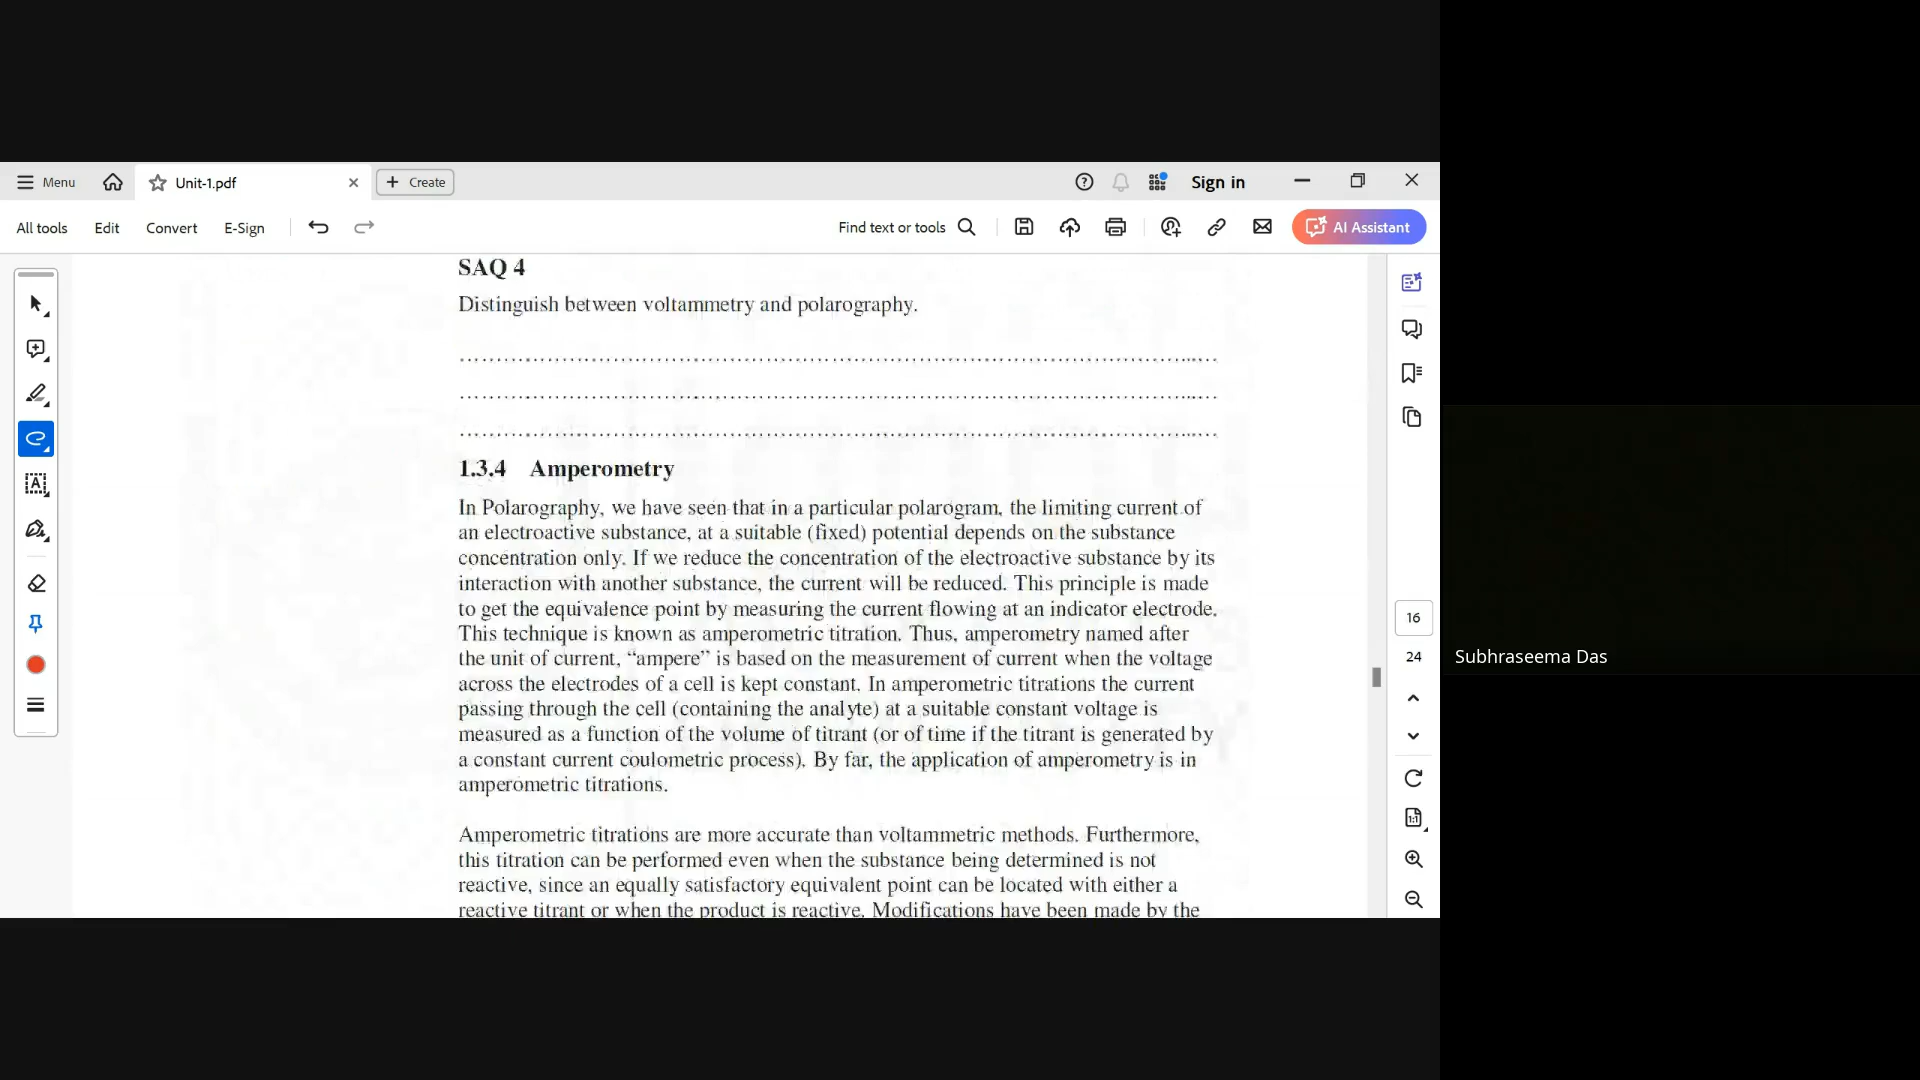 Menu
Unit-1.pdf
Create
Sign in
All tools
Edit
Convert
E-Sign
Find text or tools
AI Assistant
SAQ 4
Distinguish between voltammetry and polarography.
1.3.4 Amperometry
In Polarography, we have seen that in a particular polarogram, the limiting current of
an electroactive substance, at a suitable (fixed) potential depends on the substance
concentration only. If we reduce the concentration of the electroactive substance by its
interaction with another substance, the current will be reduced. This principle is made
to get the equivalence point by measuring the current flowing at an indicator electrode.
This technique is known as amperometric titration. Thus, amperometry named after
the unit of current, “ampere” is based on the measurement of current when the voltage
across the electrodes of a cell is kept constant. In amperometric titrations the current
passing through the cell (containing the analyte) at a suitable constant voltage is
measured as a function of the volume of titrant (or of time if the titrant is generated by
a constant current coulometric process). By far, the application of amperometry is in
amperometric titrations.
Amperometric titrations are more accurate than voltammetric methods. Furthermore,
this titration can be performed even when the substance being determined is not
reactive, since an equally satisfactory equivalent point can be located with either a
reactive titrant or when the product is reactive. Modifications have been made by the
16
24
Subhraseema Das